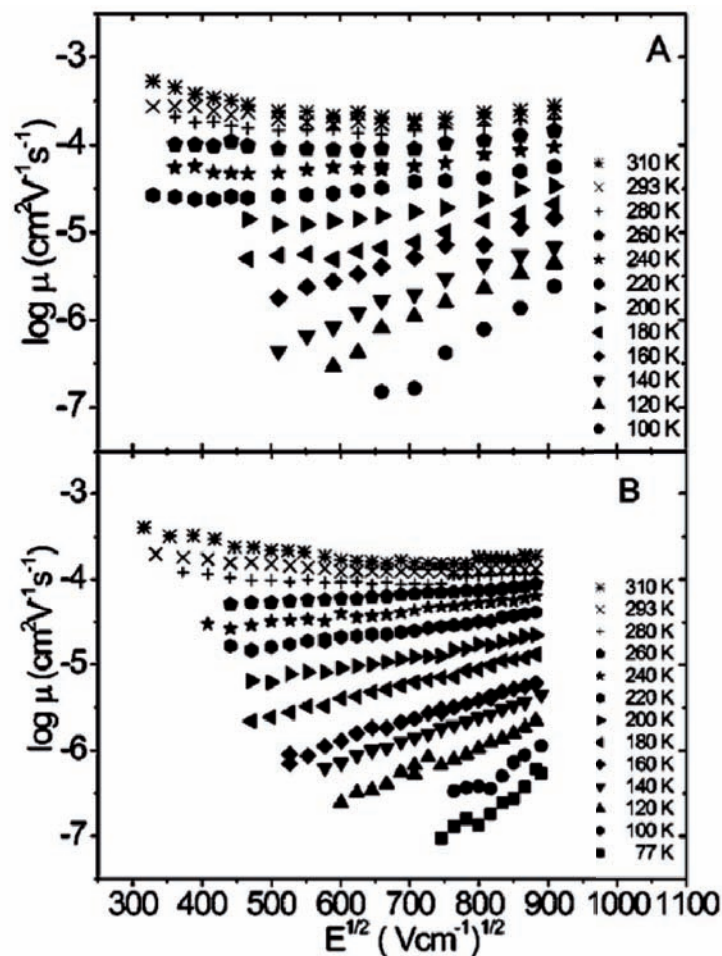 A
-3
-4
-5
-6
-7
log μ (cm²V⁻¹s⁻¹)
310 K
293 K
280 K
260 K
240 K
220 K
200 K
180 K
160 K
140 K
120 K
100 K
B
-3
-4
-5
-6
-7
log μ (cm²V⁻¹s⁻¹)
310 K
293 K
280 K
260 K
240 K
220 K
200 K
180 K
160 K
140 K
120 K
100 K
77 K
300 400 500 600 700 800 900 1000 1100
E^1/2 ( Vcm⁻¹)^1/2